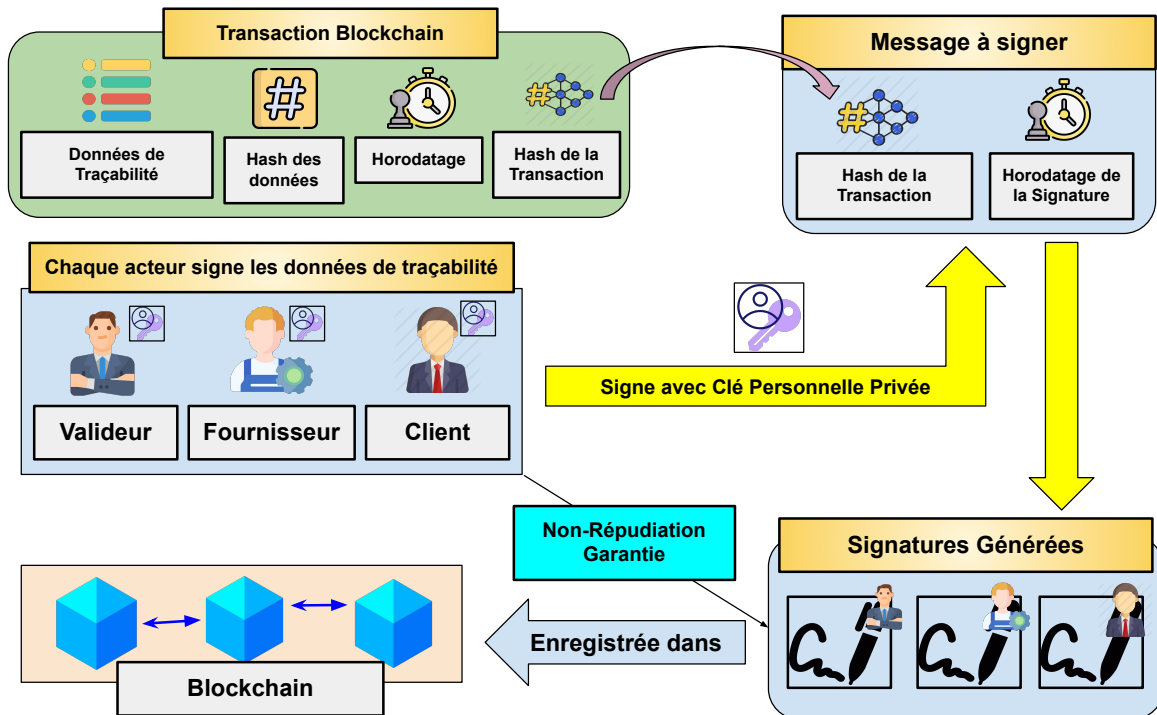 Transaction Blockchain
Données de
Traçabilité
Hash des
données
Horodatage
Hash de la
Transaction
Message à signer
Hash de la
Transaction
Horodatage de
la Signature
Chaque acteur signe les données de traçabilité
Valideur
Fournisseur
Client
Signe avec Clé Personnelle Privée
Non-Répudiation
Garantie
Signatures Générées
Enregistrée dans
Blockchain